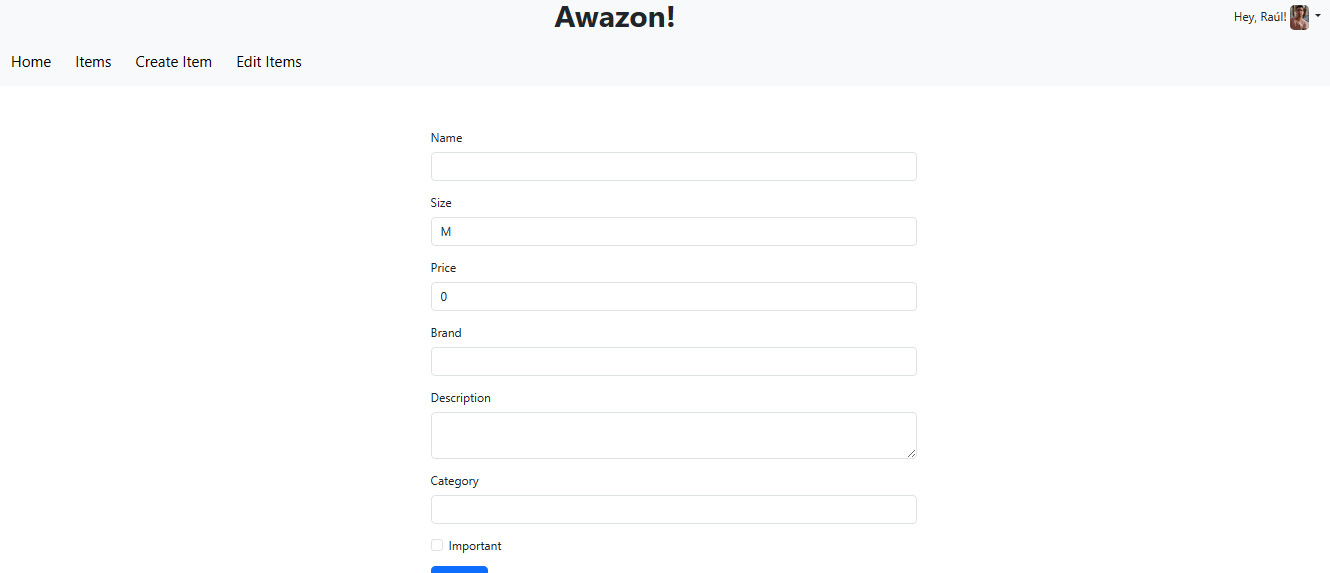 Awazon!
Hey, Raúl!
Home Items Create Item Edit Items
Name
Size
M
Price
0
Brand
Description
Category
Important